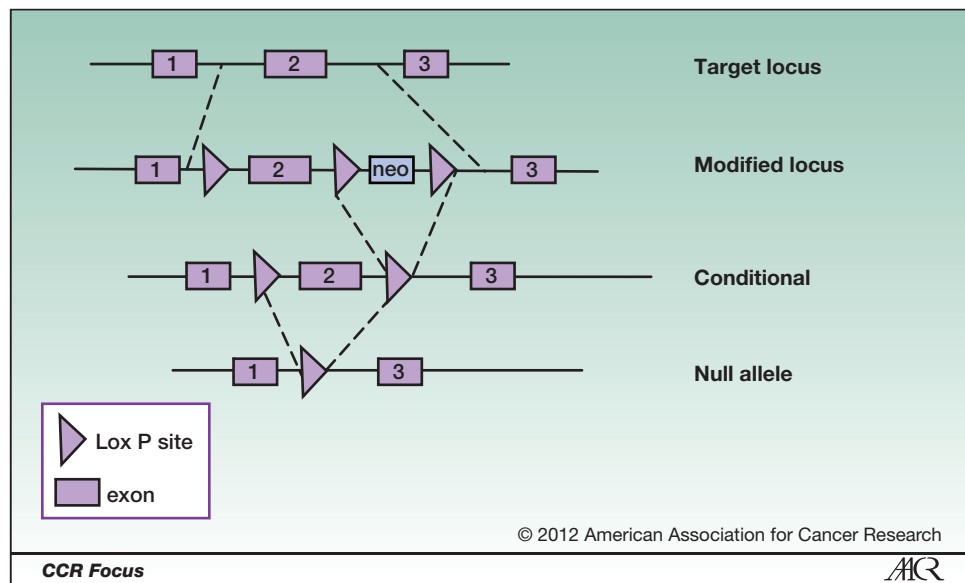 1 2 3 Target locus
1 2 neo 3 Modified locus
1 2 3 Conditional
1 3 Null allele
Lox P site
exon
© 2012 American Association for Cancer Research
CCR Focus AACR